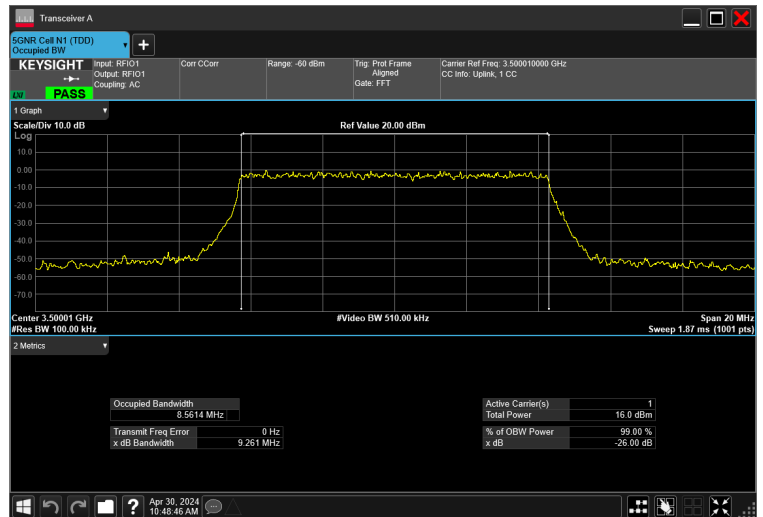 Transceiver A
5GNR Cell N1 (TDD)
Occupied BW
+
KEYSIGHT
LXI PASS
Input: RFIO1
Output: RFIO1
Coupling: AC
Corr CCorr
Range: -60 dBm
Trig: Prot Frame
Aligned
Gate: FFT
Carrier Ref Freq: 3.500010000 GHz
CC Info: Uplink, 1 CC
1 Graph
Scale/Div 10.0 dB Ref Value 20.00 dBm
Log
10.0
0.00
-10.0
-20.0
-30.0
-40.0
-50.0
-60.0
-70.0
Center 3.50001 GHz #Video BW 510.00 kHz Span 20 MHz
#Res BW 100.00 kHz Sweep 1.87 ms (1001 pts)
2 Metrics
Occupied Bandwidth
8.5614 MHz
Transmit Freq Error 0 Hz
x dB Bandwidth 9.261 MHz
Active Carrier(s) 1
Total Power 16.0 dBm
% of OBW Power 99.00 %
x dB -26.00 dB
?
Apr 30, 2024
10:48:46 AM